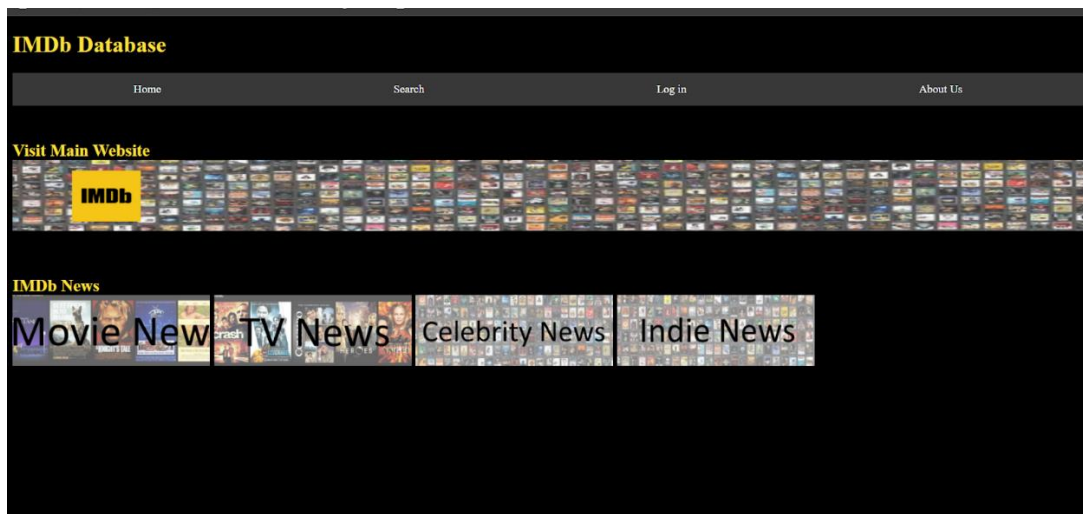 IMDb Database
Home Search Log in About Us
Visit Main Website
IMDb
IMDb News
Movie New TV News Celebrity News Indie News